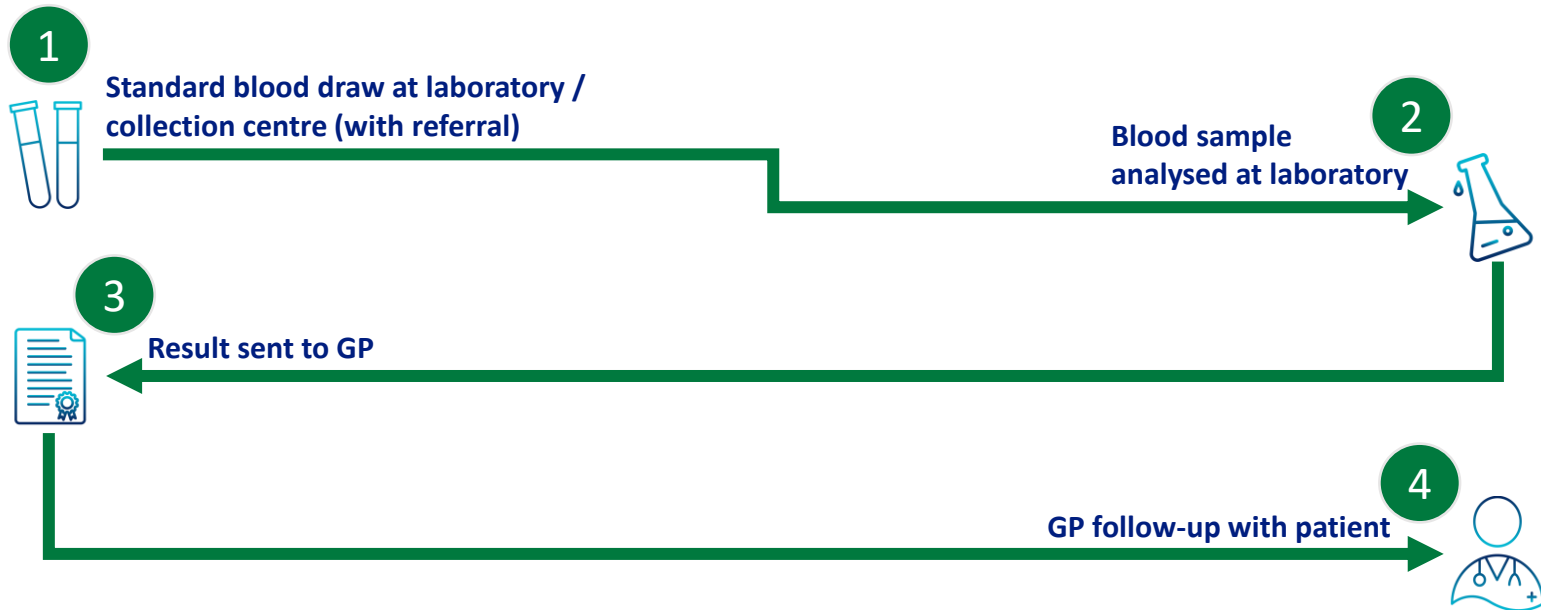 1
Standard blood draw at laboratory /
collection centre (with referral)
2
Blood sample
analysed at laboratory
3
Result sent to GP
4
GP follow-up with patient